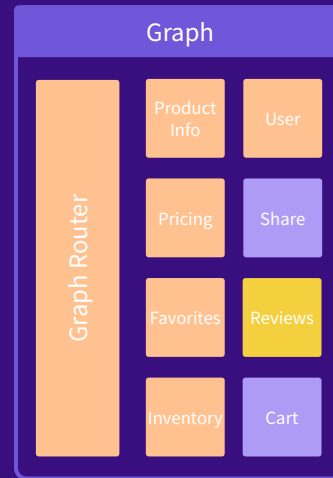 Graph
Graph Router
Product
Info
User
Pricing
Share
Favorites
Reviews
Inventory
Cart